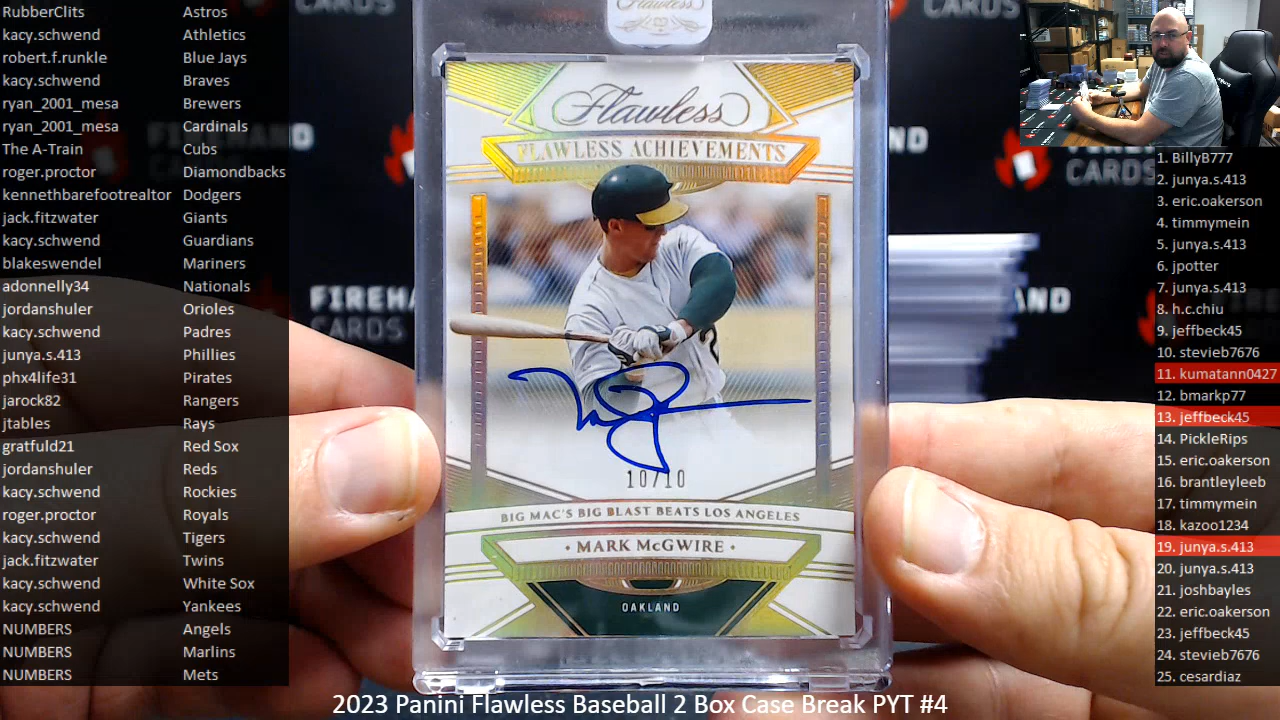 RubberClits Astros
kacy.schwend Athletics
robert.f.runkle Blue Jays
kacy.schwend Braves
ryan_2001_mesa Brewers
ryan_2001_mesa Cardinals
The A-Train Cubs
roger.proctor Diamondbacks
kennethbarefootrealtor Dodgers
jack.fitzwater Giants
kacy.schwend Guardians
blakeswendel Mariners
adonnelly34 Nationals
jordanshuler Orioles
kacy.schwend Padres
junya.s.413 Phillies
phx4life31 Pirates
jarock82 Rangers
jtables Rays
gratfuld21 Red Sox
jordanshuler Reds
kacy.schwend Rockies
roger.proctor Royals
kacy.schwend Tigers
jack.fitzwater Twins
kacy.schwend White Sox
kacy.schwend Yankees
NUMBERS Angels
NUMBERS Marlins
NUMBERS Mets
Flawless
Flawless
FLAWLESS ACHIEVEMENTS
10/10
BIG MAC'S BIG BLAST BEATS LOS ANGELES
• MARK McGWIRE •
OAKLAND
CARDS
CARDS
FIREHAND
CARDS
FIREHA
CARDS
AND
1. BillyB777
2. junya.s.413
3. eric.oakerson
4. timmymein
5. junya.s.413
6. jpotter
7. junya.s.413
8. h.c.chiu
9. jeffbeck45
10. stevieb7676
11. kumatann0427
12. bmarkp77
13. jeffbeck45
14. PickleRips
15. eric.oakerson
16. brantleyleeb
17. timmymein
18. kazoo1234
19. junya.s.413
20. junya.s.413
21. joshbayles
22. eric.oakerson
23. jeffbeck45
24. stevieb7676
25. cesardiaz
2023 Panini Flawless Baseball 2 Box Case Break PYT #4